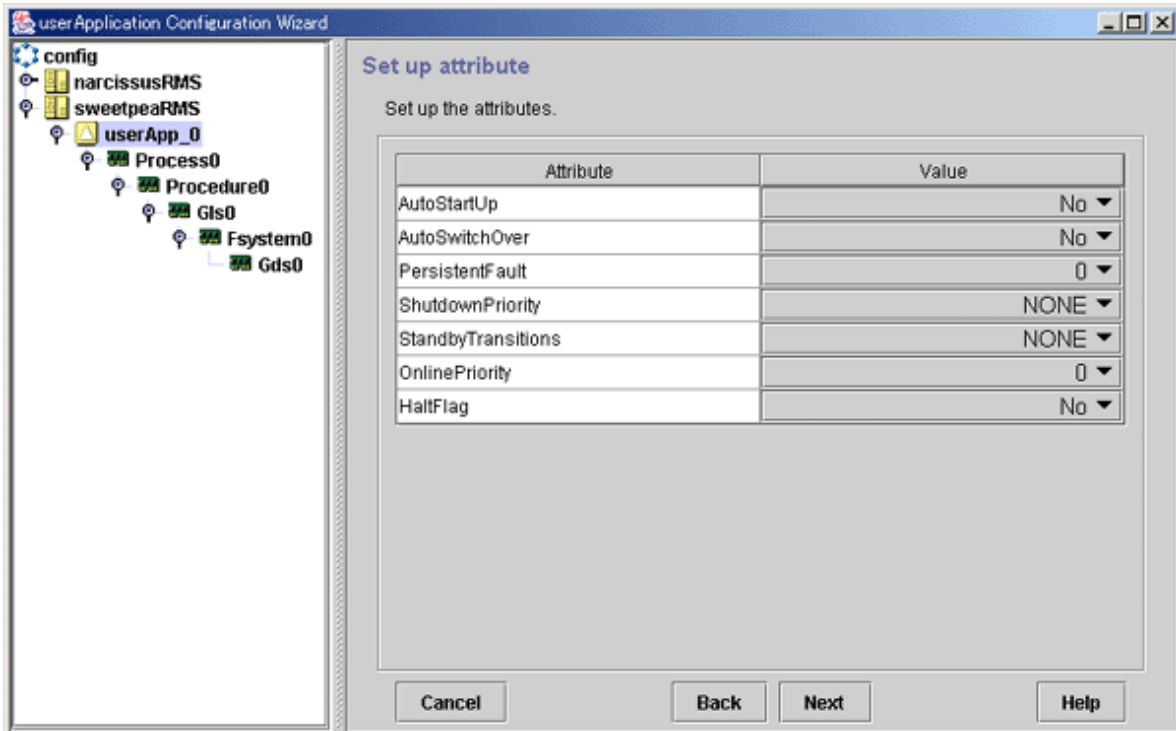 userApplication Configuration Wizard
config
narcissusRMS
sweetpeaRMS
userApp_0
Process0
Procedure0
Gls0
Fsystem0
Gds0
Set up attribute
Set up the attributes.
Attribute Value
AutoStartUp No
AutoSwitchOver No
PersistentFault 0
ShutdownPriority NONE
StandbyTransitions NONE
OnlinePriority 0
HaltFlag No
Cancel Back Next Help